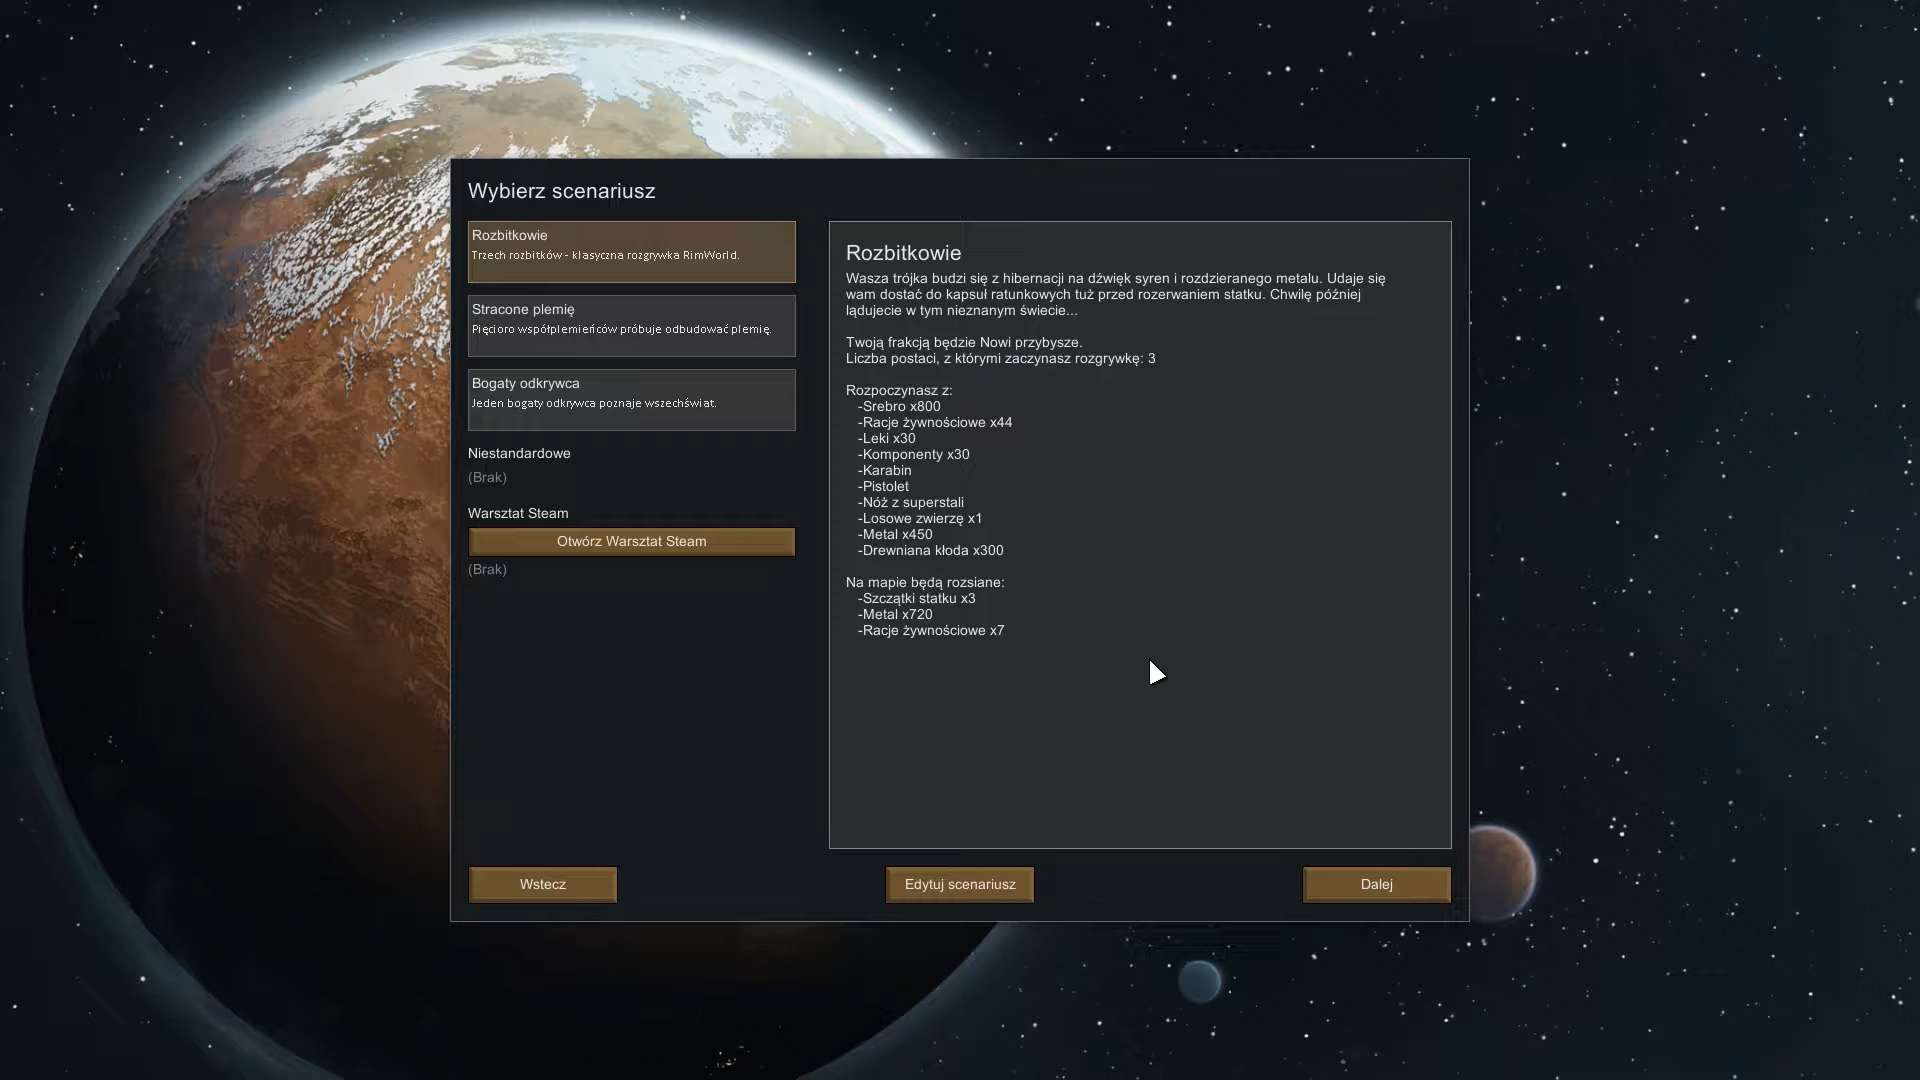 Wybierz scenariusz
Rozbitkowie
Trzech rozbitków - klasyczna rozgrywka RimWorld.
Stracone plemię
Pięcioro współplemieńców próbuje odbudować plemię.
Bogaty odkrywca
Jeden bogaty odkrywca poznaje wszechświat.
Niestandardowe
(Brak)
Warsztat Steam
Otwórz Warsztat Steam
(Brak)
Rozbitkowie
Wasza trójka budzi się z hibernacji na dźwięk syren i rozdzieranego metalu. Udaje się
wam dostać do kapsuł ratunkowych tuż przed rozerwaniem statku. Chwilę później
lądujecie w tym nieznanym świecie...
Twoją frakcją będzie Nowi przybysze.
Liczba postaci, z którymi zaczynasz rozgrywkę: 3
Rozpoczynasz z:
-Srebro x800
-Racje żywnościowe x44
-Leki x30
-Komponenty x30
-Karabin
-Pistolet
-Nóż z superstali
-Losowe zwierzę x1
-Metal x450
-Drewniana kłoda x300
Na mapie będą rozsiane:
-Szczątki statku x3
-Metal x720
-Racje żywnościowe x7
Wstecz
Edytuj scenariusz
Dalej